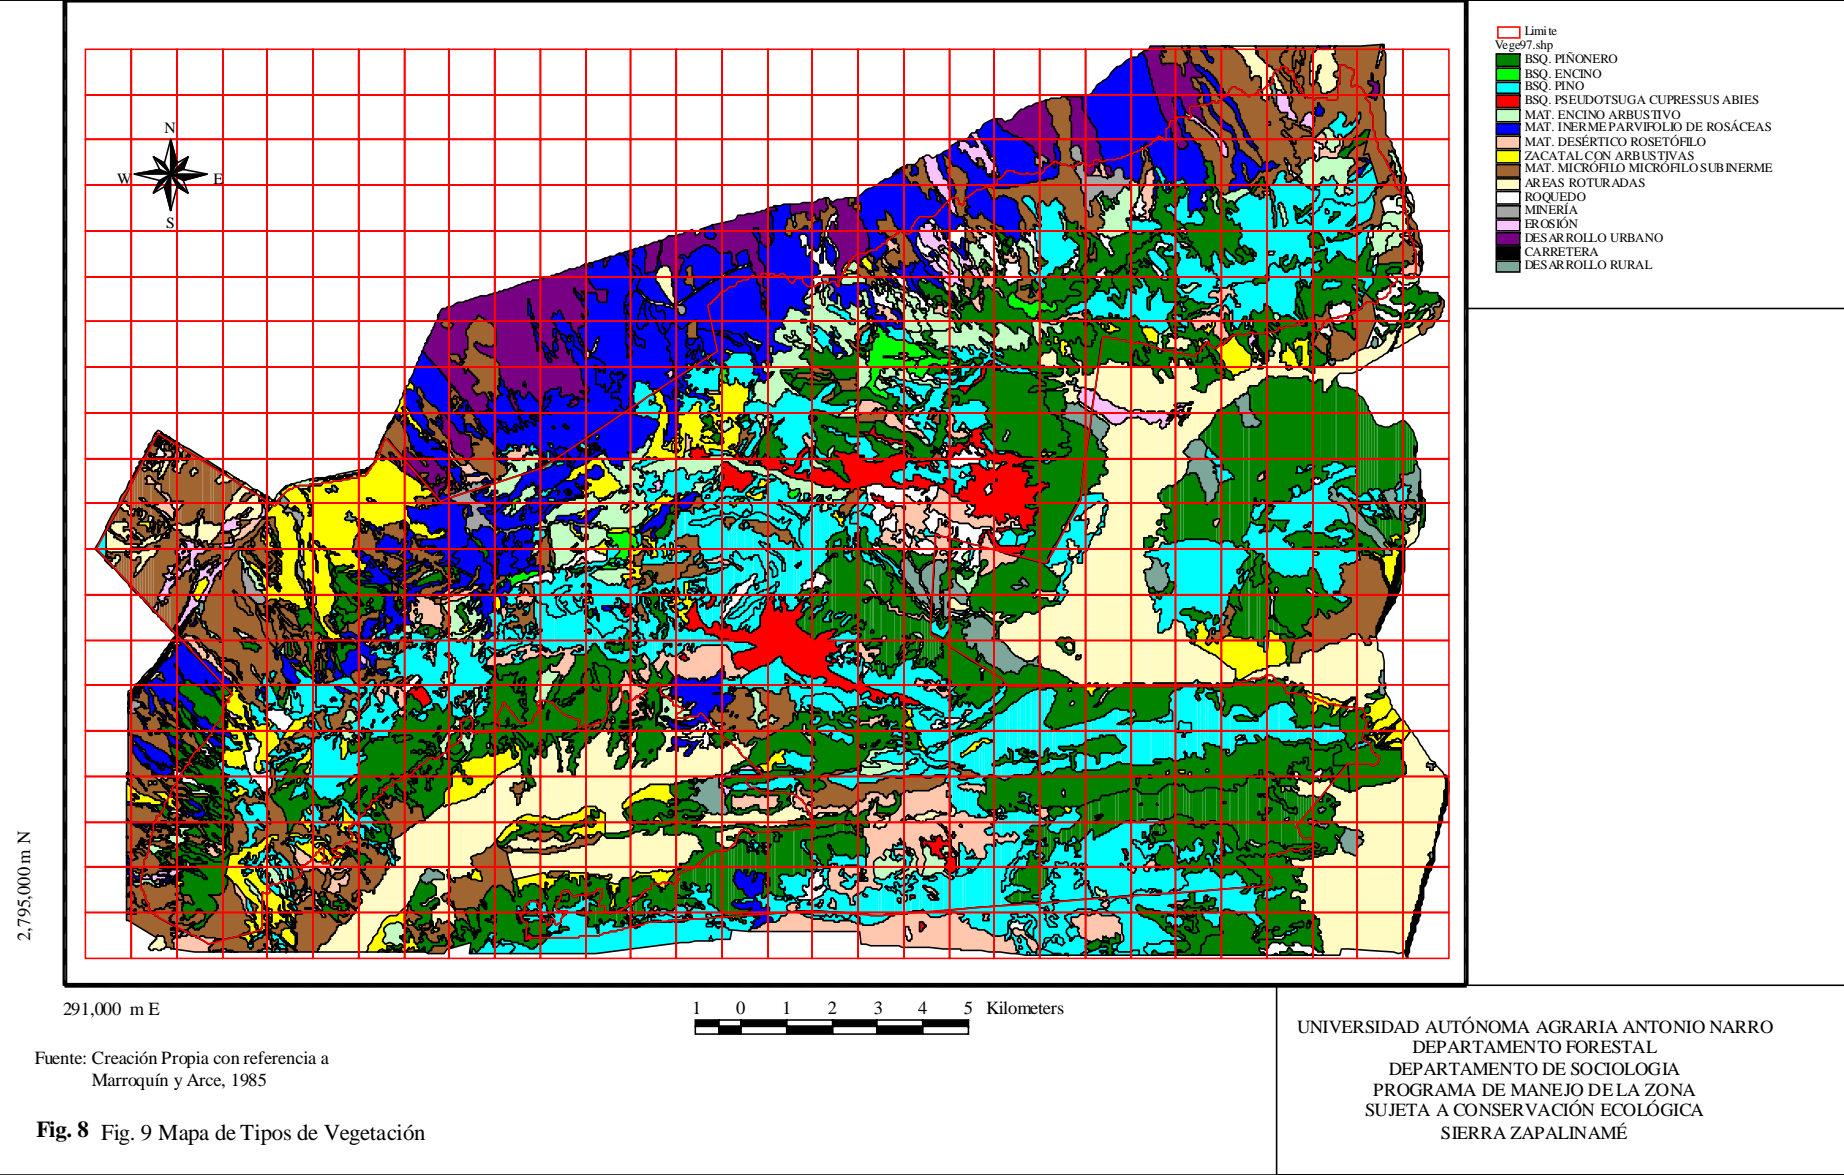 Limite
Vege97.shp
BSQ. PIÑONERO
BSQ. ENCINO
BSQ. PINO
BSQ. PSEUDOTSUGA CUPRESSUS ABIES
MAT. ENCINO ARBUSTIVO
MAT. INERME PARVIFOLIO DE ROSÁCEAS
MAT. DESÉRTICO ROSETÓFILO
ZACATAL CON ARBUSTIVAS
MAT. MICRÓFILO MICRÓFILO SUBINERME
AREAS ROTURADAS
ROQUEDO
MINERÍA
EROSIÓN
DESARROLLO URBANO
CARRETERA
DESARROLLO RURAL
N
W E
S
2,795,000 m N
291,000 m E
1 0 1 2 3 4 5 Kilometers
Fuente: Creación Propia con referencia a
Marroquín y Arce, 1985
Fig. 8 Fig. 9 Mapa de Tipos de Vegetación
UNIVERSIDAD AUTÓNOMA AGRARIA ANTONIO NARRO
DEPARTAMENTO FORESTAL
DEPARTAMENTO DE SOCIOLOGIA
PROGRAMA DE MANEJO DE LA ZONA
SUJETA A CONSERVACIÓN ECOLÓGICA
SIERRA ZAPALINAMÉ